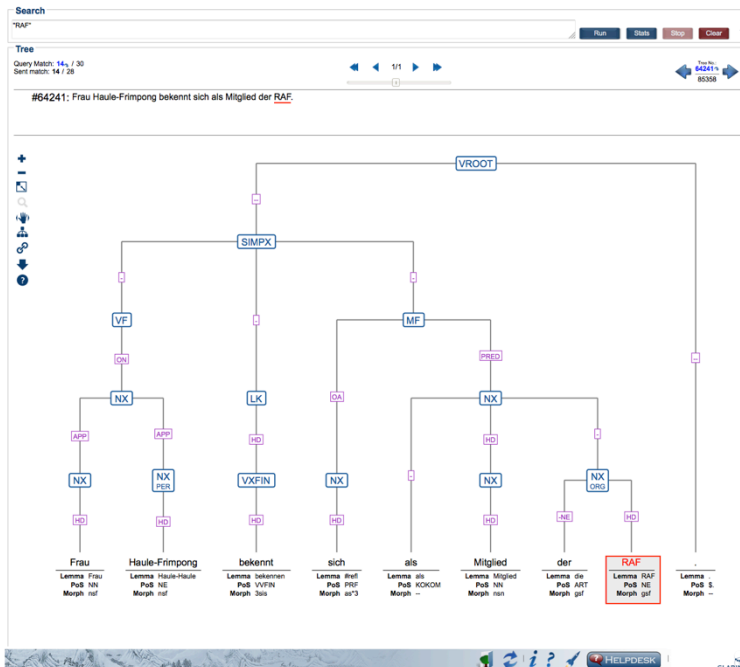 Search
"RAF"
Run Stats Stop Clear
Tree
Query Match: 14 / 30
Sent match: 14 / 28
1/1
Tree No.:
64241
85358
#64241: Frau Haule-Frimpong bekennt sich als Mitglied der RAF.
VROOT
--
SIMPX
- -
VF - MF
ON PRED
--
NX LK OA NX
APP APP HD HD -
-
NX NX PER VXFIN NX NX NX ORG
HD HD HD HD HD -NE HD
Frau Haule-Frimpong bekennt sich als Mitglied der RAF .
Lemma Frau Lemma Haule-Haule Lemma bekennen Lemma #refl Lemma als Lemma Mitglied Lemma die Lemma RAF Lemma .
PoS NN PoS NE PoS VVFIN PoS PRF PoS KOKOM PoS NN PoS ART PoS NE PoS $.
Morph nsf Morph nsf Morph 3sis Morph as*3 Morph -- Morph nsn Morph gsf Morph gsf Morph --
HELPDESK